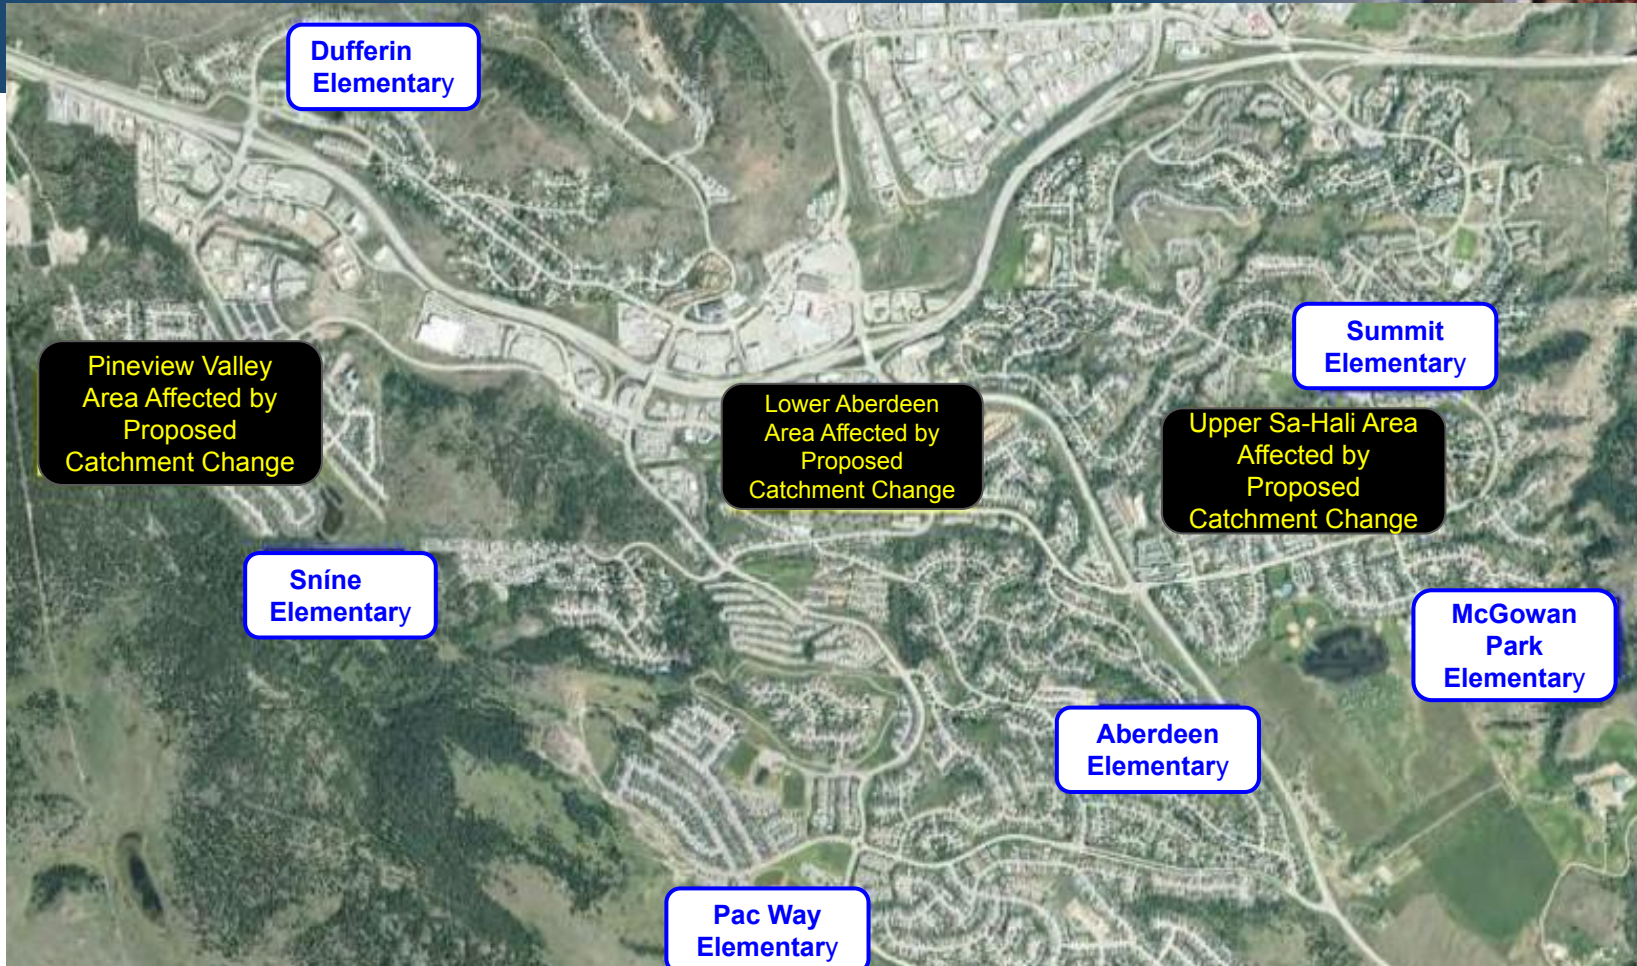 Dufferin
Elementary
Summit
Elementary
Pineview Valley
Area Affected by
Proposed
Catchment Change
Lower Aberdeen
Area Affected by
Proposed
Catchment Change
Upper Sa-Hali Area
Affected by
Proposed
Catchment Change
Sníne
Elementary
McGowan
Park
Elementary
Aberdeen
Elementary
Pac Way
Elementary